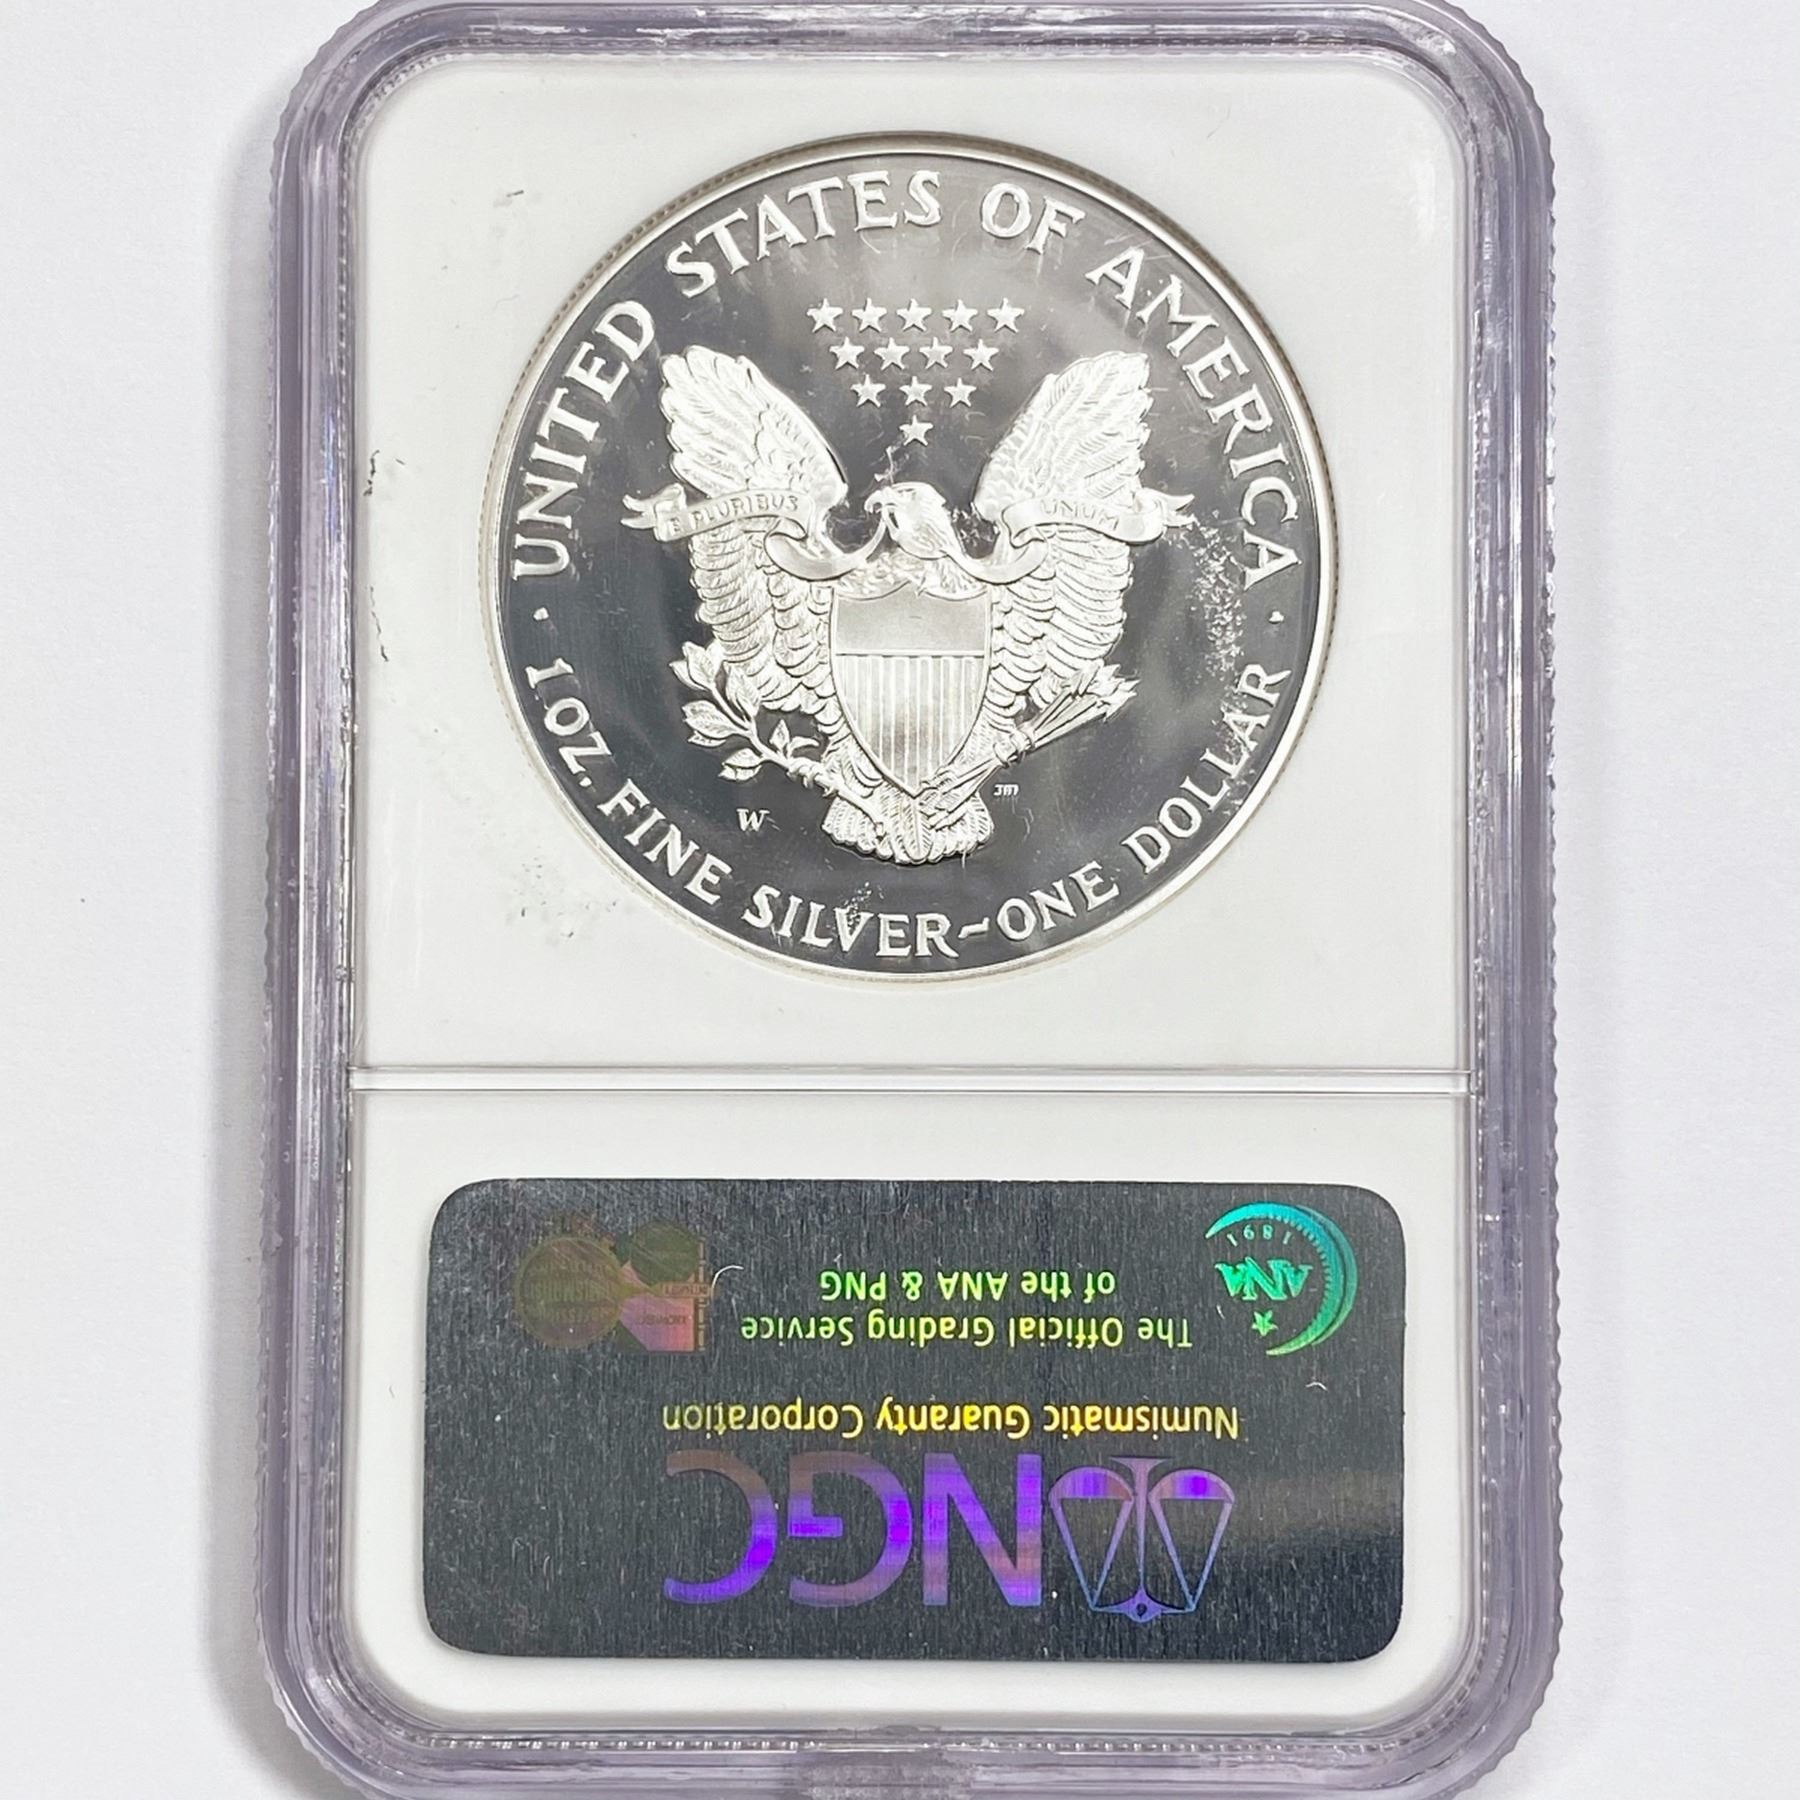 UNITED STATES OF AMERICA
E PLURIBUS UNUM
W
JM
1 OZ. FINE SILVER~ONE DOLLAR
NGC
Numismatic Guaranty Corporation
The Official Grading Service
of the ANA & PNG
ANA
1891